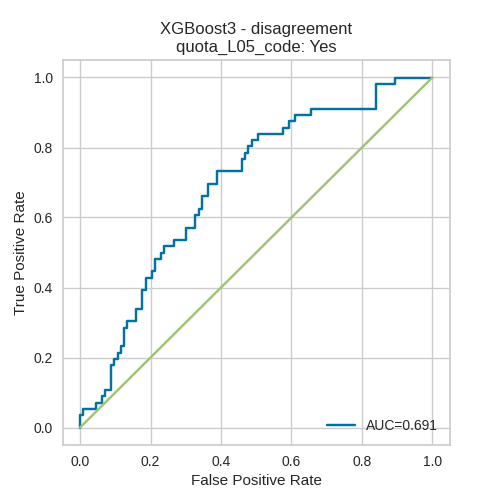 XGBoost3 - disagreement
quota_L05_code: Yes
True Positive Rate
1.0
0.8
0.6
0.4
0.2
0.0
AUC=0.691
0.0 0.2 0.4 0.6 0.8 1.0
False Positive Rate